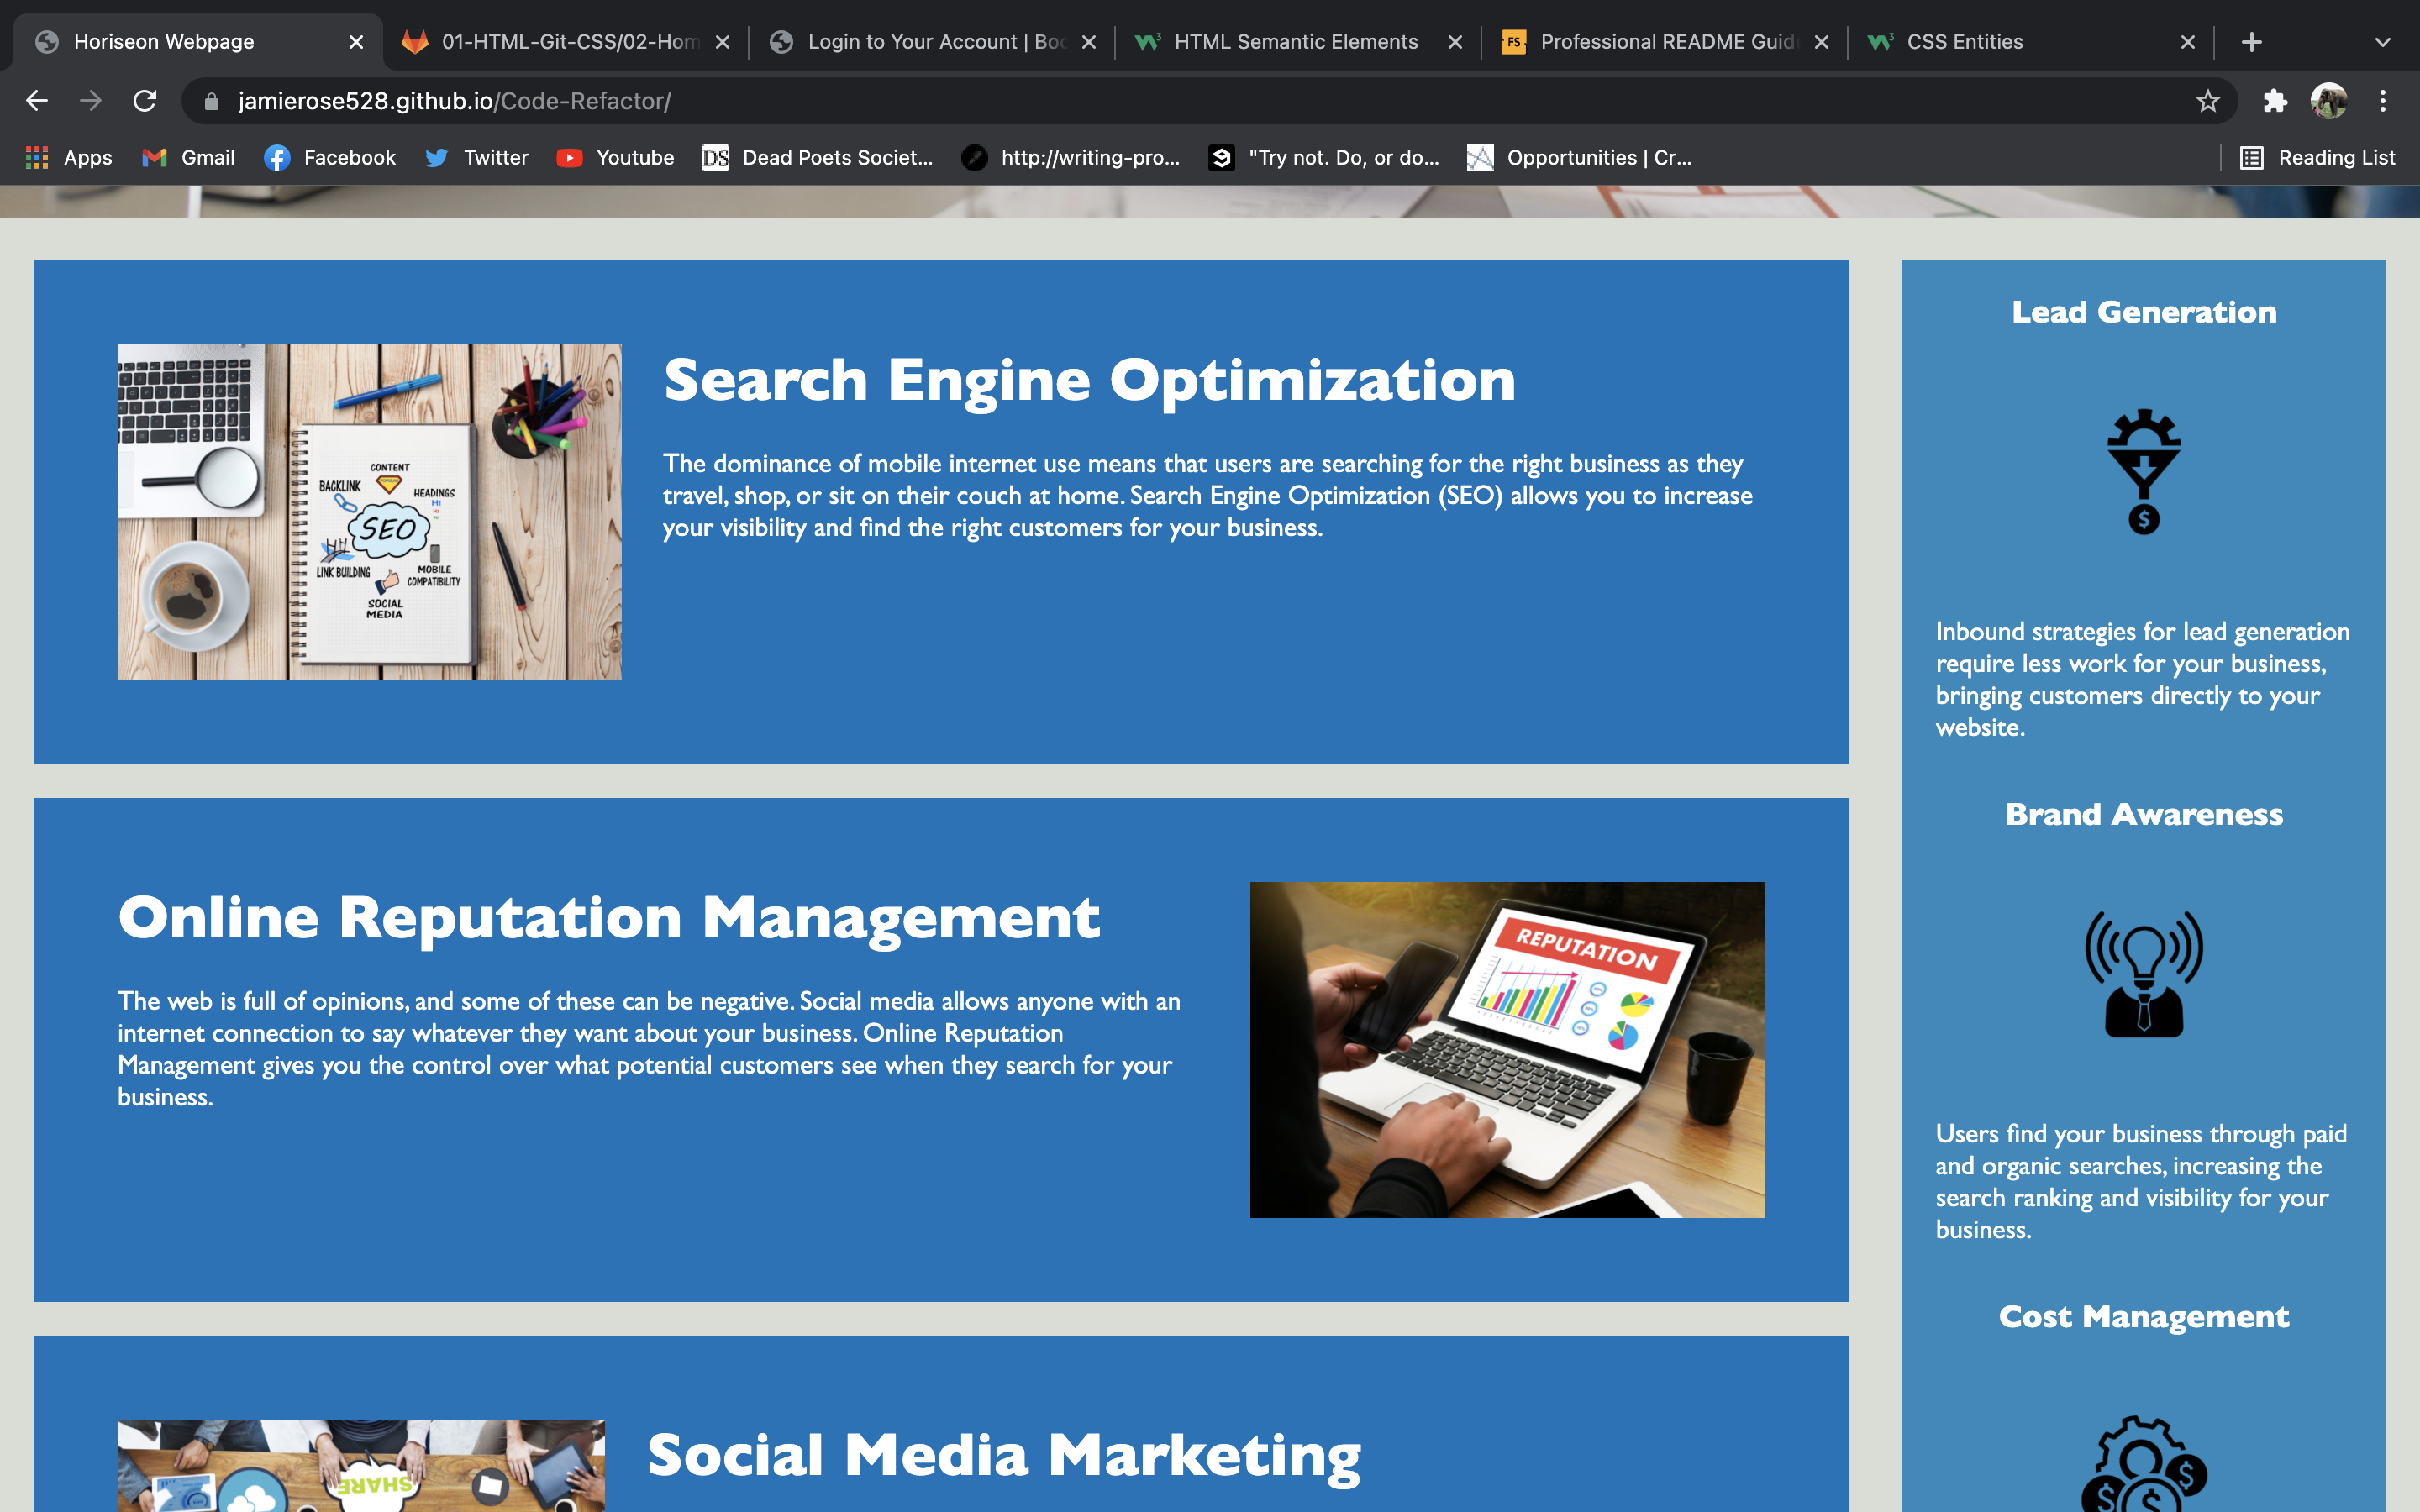 Horiseon Webpage
01-HTML-Git-CSS/02-Hom
Login to Your Account | Boo
HTML Semantic Elements
FS
Professional README Guid
CSS Entities
jamierose528.github.io/Code-Refactor/
Apps
Gmail
Facebook
Twitter
Youtube
DS
Dead Poets Societ...
http://writing-pro...
"Try not. Do, or do...
Opportunities | Cr...
Reading List
CONTENT
BACKLINK
HEADINGS
SEO
LINK BUILDING
MOBILE
COMPATIBILITY
SOCIAL
MEDIA
Search Engine Optimization
The dominance of mobile internet use means that users are searching for the right business as they
travel, shop, or sit on their couch at home. Search Engine Optimization (SEO) allows you to increase
your visibility and find the right customers for your business.
Online Reputation Management
The web is full of opinions, and some of these can be negative. Social media allows anyone with an
internet connection to say whatever they want about your business. Online Reputation
Management gives you the control over what potential customers see when they search for your
business.
REPUTATION
SHARE
Social Media Marketing
Lead Generation
$
Inbound strategies for lead generation
require less work for your business,
bringing customers directly to your
website.
Brand Awareness
Users find your business through paid
and organic searches, increasing the
search ranking and visibility for your
business.
Cost Management
$
$
$